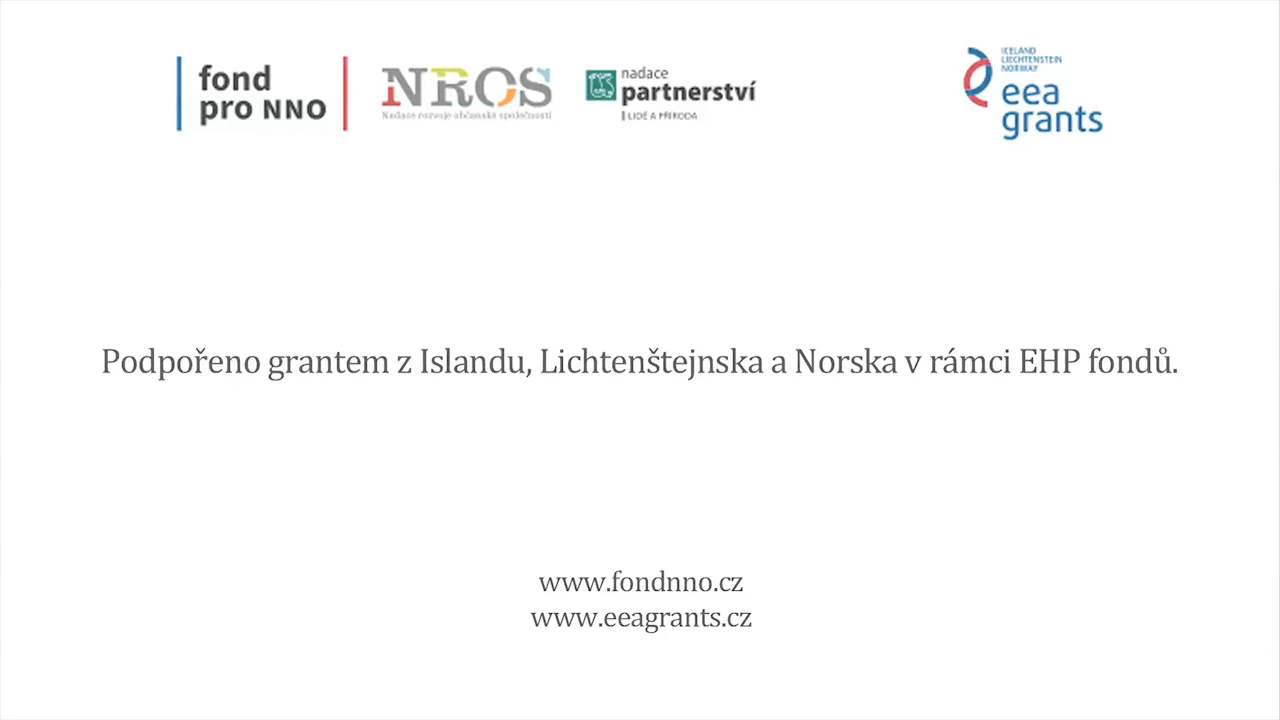 fond
pro NNO
NROS
Nadace rozvoje občanské společnosti
nadace
partnerství
LIDÉ A PŘÍRODA
ICELAND
LIECHTENSTEIN
NORWAY
eea
grants
Podpořeno grantem z Islandu, Lichtenštejnska a Norska v rámci EHP fondů.
www.fondnno.cz
www.eeagrants.cz